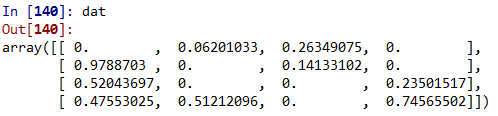 In [140]: dat
Out[140]:
array([[ 0.        ,  0.06201033,  0.26349075,  0.        ],
       [ 0.9788703 ,  0.        ,  0.14133102,  0.        ],
       [ 0.52043697,  0.        ,  0.        ,  0.23501517],
       [ 0.47553025,  0.51212096,  0.        ,  0.74565502]])